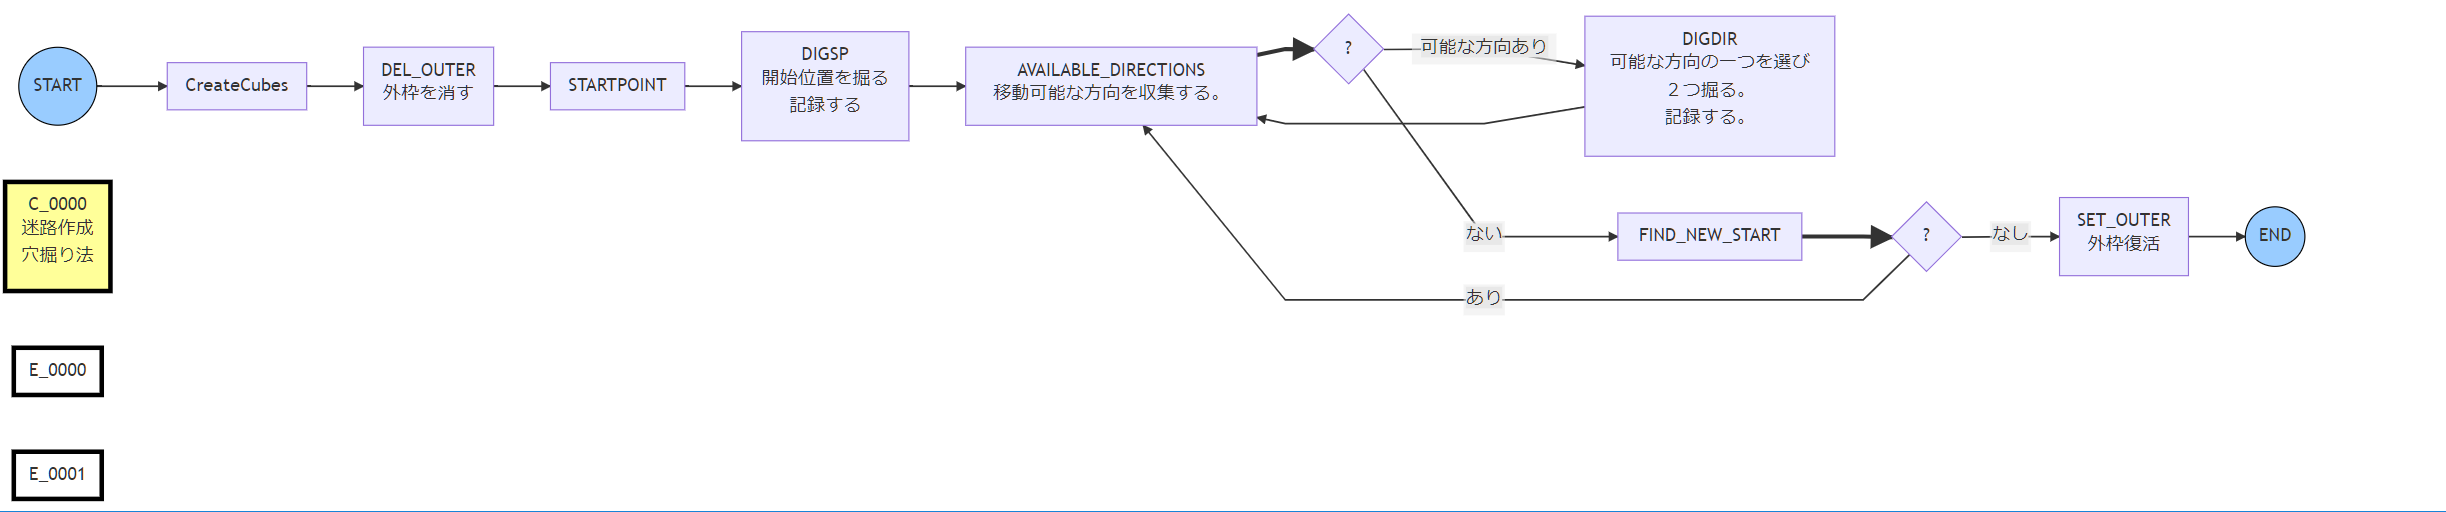 START
CreateCubes
DEL_OUTER
外枠を消す
STARTPOINT
DIGSP
開始位置を掘る
記録する
AVAILABLE_DIRECTIONS
移動可能な方向を収集する。
?
可能な方向あり
DIGDIR
可能な方向の一つを選び
２つ掘る。
記録する。
C_0000
迷路作成
穴掘り法
ない
FIND_NEW_START
?
なし
SET_OUTER
外枠復活
END
あり
E_0000
E_0001